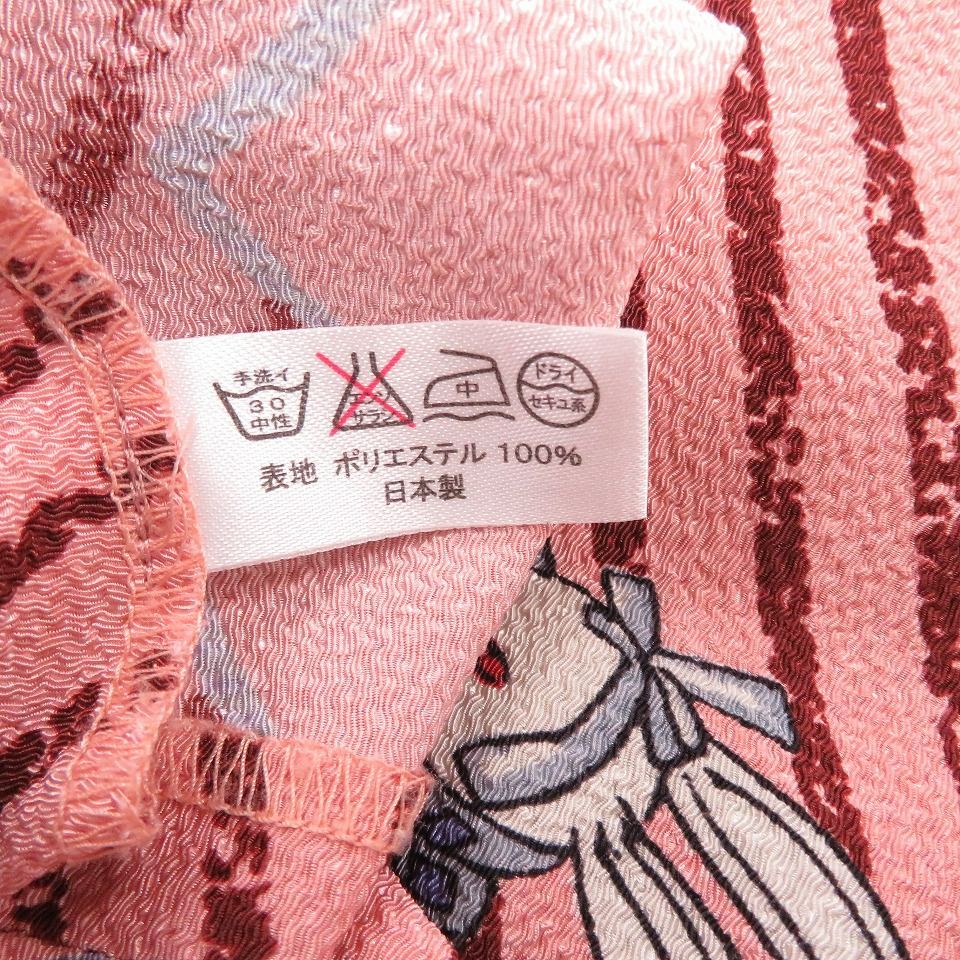 手洗イ
30
中性
エンソ
サラシ
中
ドライ
セキユ系
表地 ポリエステル 100%
日本製